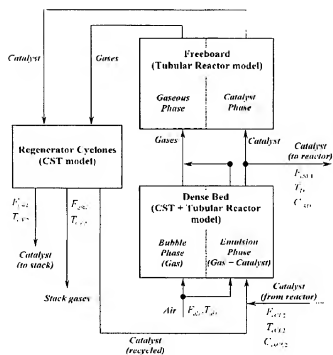 Freeboard
(Tubular Reactor model)
Gaseous
Phase
Catalyst
Phase
Catalyst
Gases
Regenerator Cyclones
(CST model)
Gases
Catalyst
Catalyst
(to reactor)
Dense Bed
(CST + Tubular Reactor
model)
Bubble
Phase
(Gas)
Emulsion
Phase
(Gas – Catalyst)
Catalyst
(to stack)
Stack gases
Air
Catalyst
(from reactor)
Catalyst
(recycled)